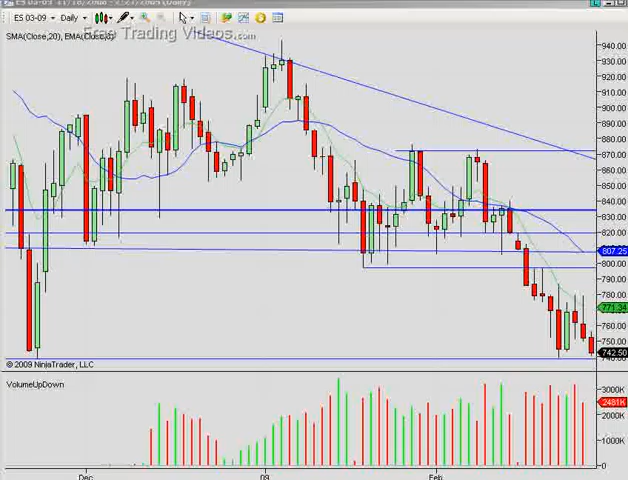 ES 03-09 Daily
Free Trading Videos.com
SMA(Close,20), EMA(Close,8)
940.00
930.00
920.00
910.00
900.00
890.00
880.00
870.00
860.00
850.00
840.00
830.00
820.00
807.25
800.00
790.00
780.00
771.34
760.00
750.00
742.50
© 2009 NinjaTrader, LLC
VolumeUpDown
3000K
2481K
2000K
1000K
0
Dec 09 Feb